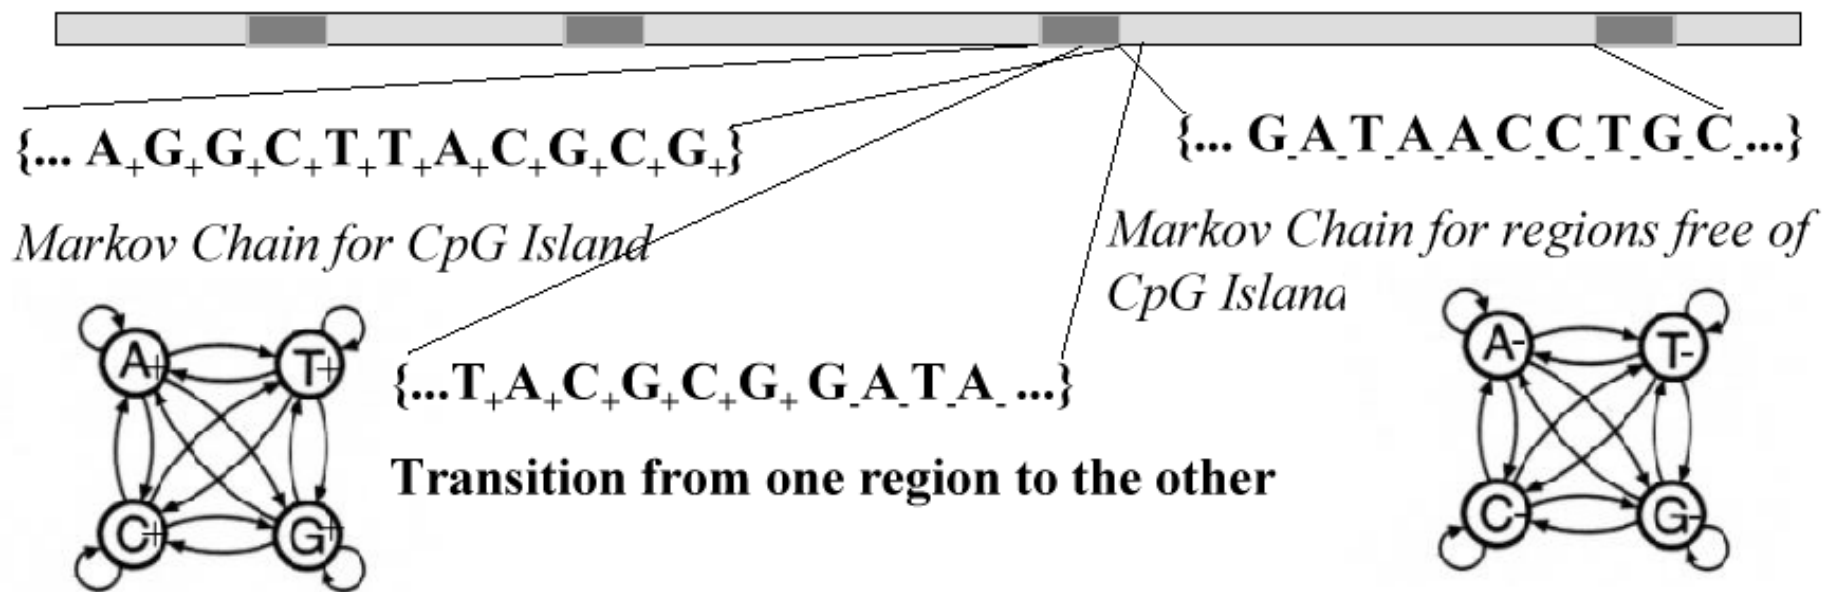 {... A+G+G+C+T+T+A+C+G+C+G+}
{... G-A-T-A-A-C-C-T-G-C-...}
Markov Chain for CpG Island
Markov Chain for regions free of
CpG Island
{...T+A+C+G+C+G+ G-A-T-A- ...}
Transition from one region to the other
A+ T+
C+ G+
A- T-
C- G-